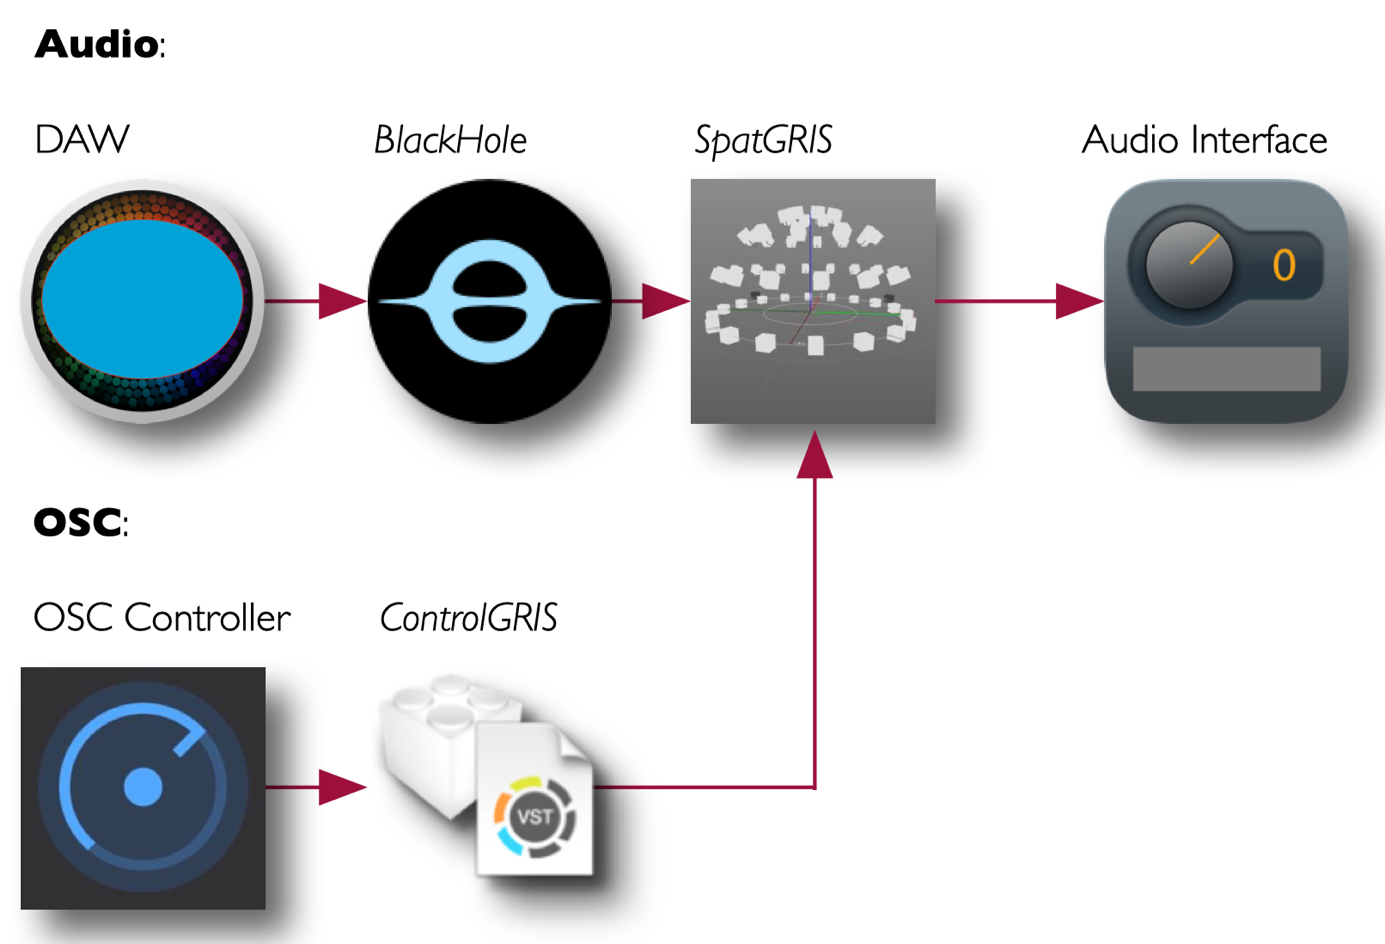 Audio:
DAW
BlackHole
SpatGRIS
Audio Interface
0
OSC:
OSC Controller
ControlGRIS
VST